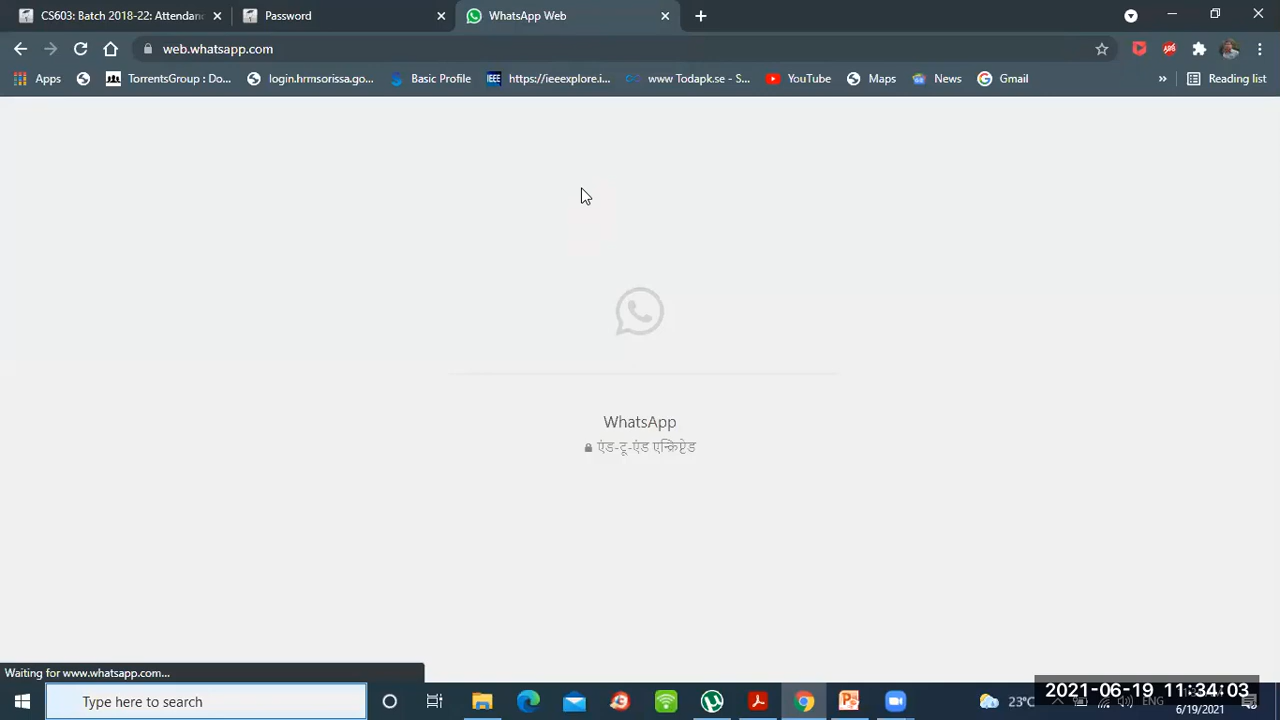 CS603: Batch 2018-22: Attendan
Password
WhatsApp Web
web.whatsapp.com
Apps
TorrentsGroup : Do...
login.hrmsorissa.go...
Basic Profile
IEEE
https://ieeexplore.i...
www Todapk.se - S...
YouTube
Maps
News
Gmail
»
Reading list
WhatsApp
एंड-टू-एंड एन्क्रिप्टेड
Waiting for www.whatsapp.com...
Type here to search
23°C
ENG
2021-06-19 11:34:03
6/19/2021